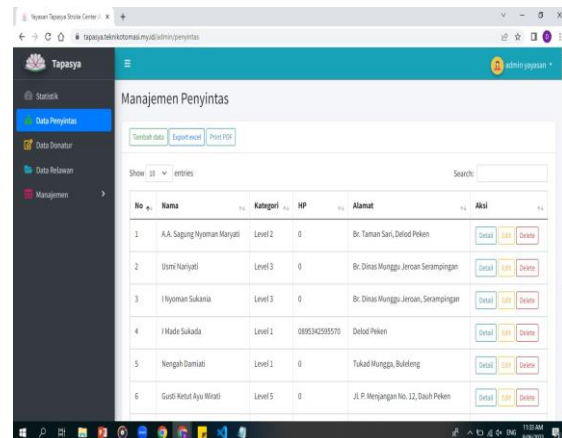 Yayasan Tapasya Stroke Center
tapasya.teknikotomasi.my.id/admin/penyintas
Tapasya
admin yayasan
Statistik
Data Penyintas
Data Donatur
Data Relawan
Manajemen
Manajemen Penyintas
Tambah data Export excel Print PDF
Show 10 entries Search:
No Nama Kategori HP Alamat Aksi
1 A.A. Sagung Nyoman Maryati Level 2 0 Br. Taman Sari, Delod Peken Detail Edit Delete
2 Usmi Nariyati Level 3 0 Br. Dinas Munggu Jeroan Serampingan Detail Edit Delete
3 I Nyoman Sukania Level 3 0 Br. Dinas Munggu Jeroan, Serampingan Detail Edit Delete
4 I Made Sukada Level 1 0895342595570 Delod Peken Detail Edit Delete
5 Nengah Damiati Level 1 0 Tukad Mungga, Buleleng Detail Edit Delete
6 Gusti Ketut Ayu Wirati Level 5 0 Jl. P. Menjangan No. 12, Dauh Peken Detail Edit Delete
ENG 11:33 AM